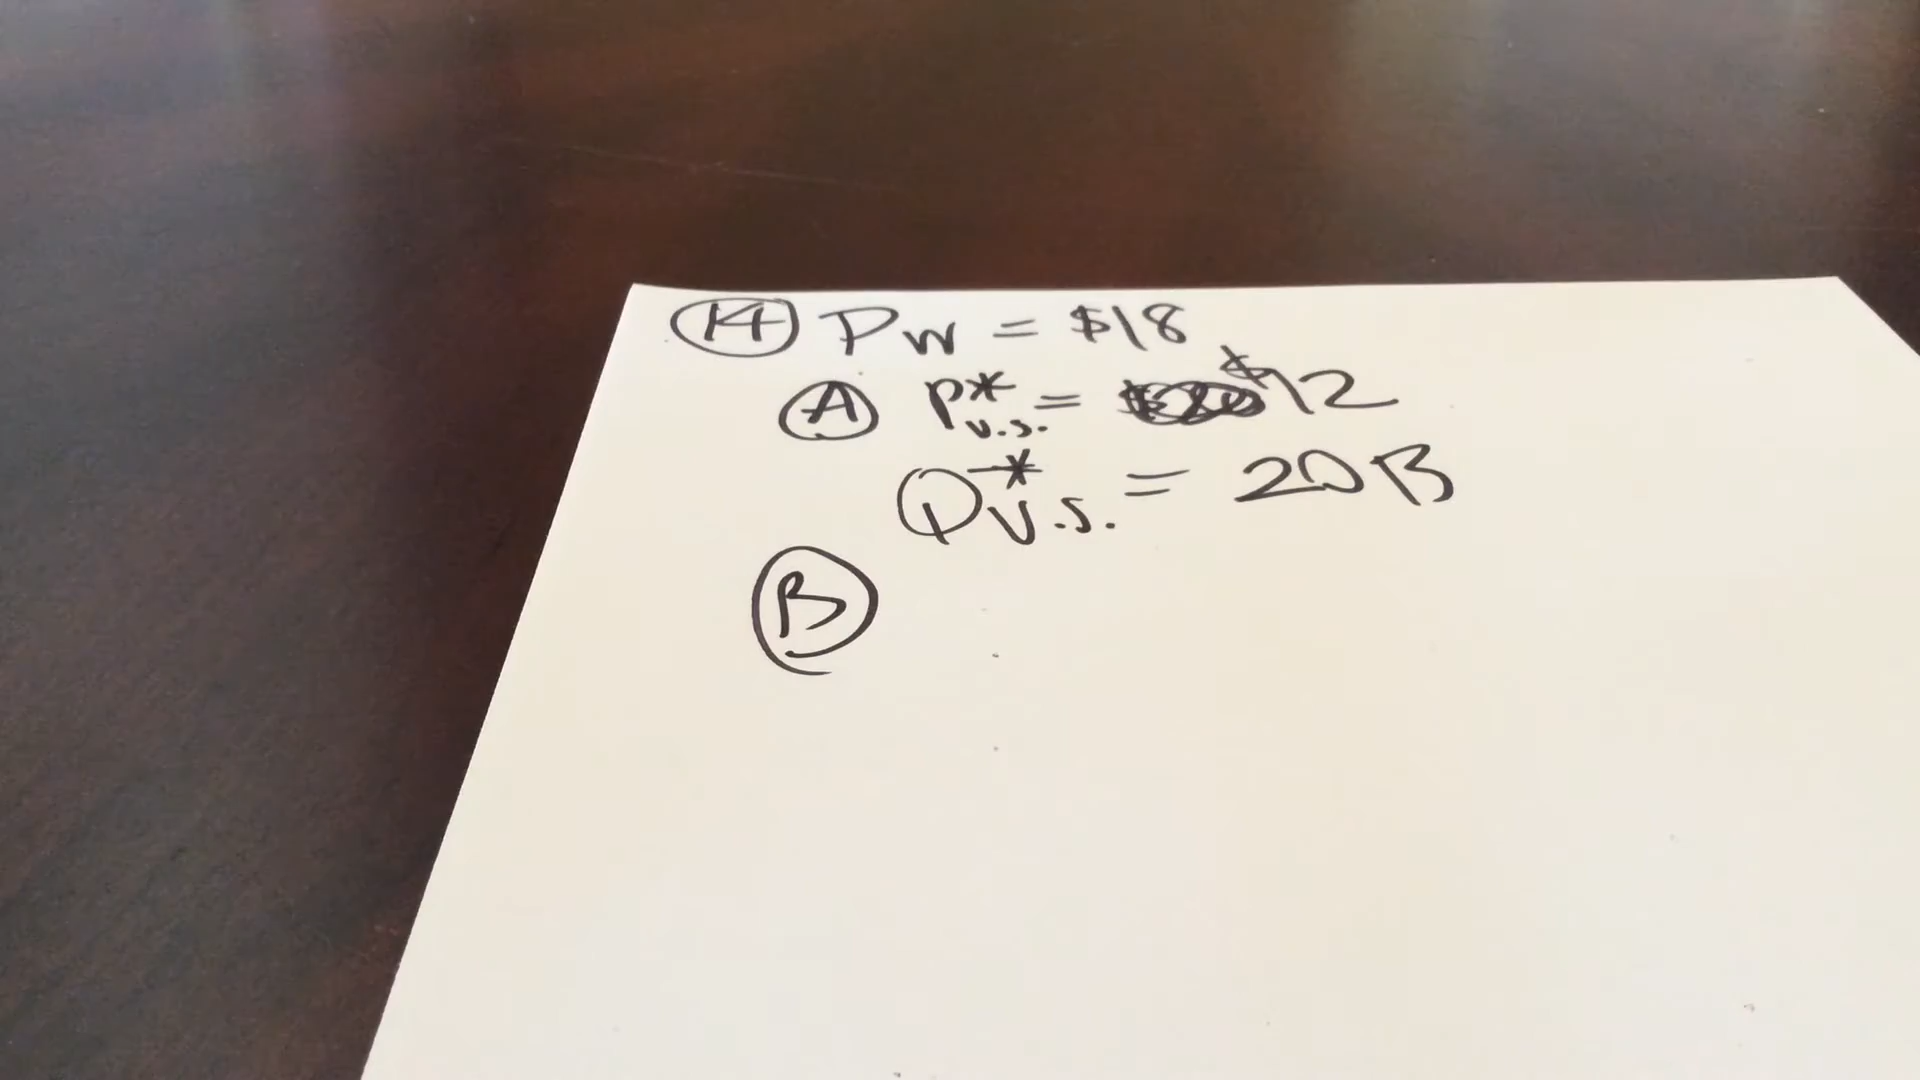 14 Pw = $18
A P*u.s. = $12
Q*u.s. = 20B
B